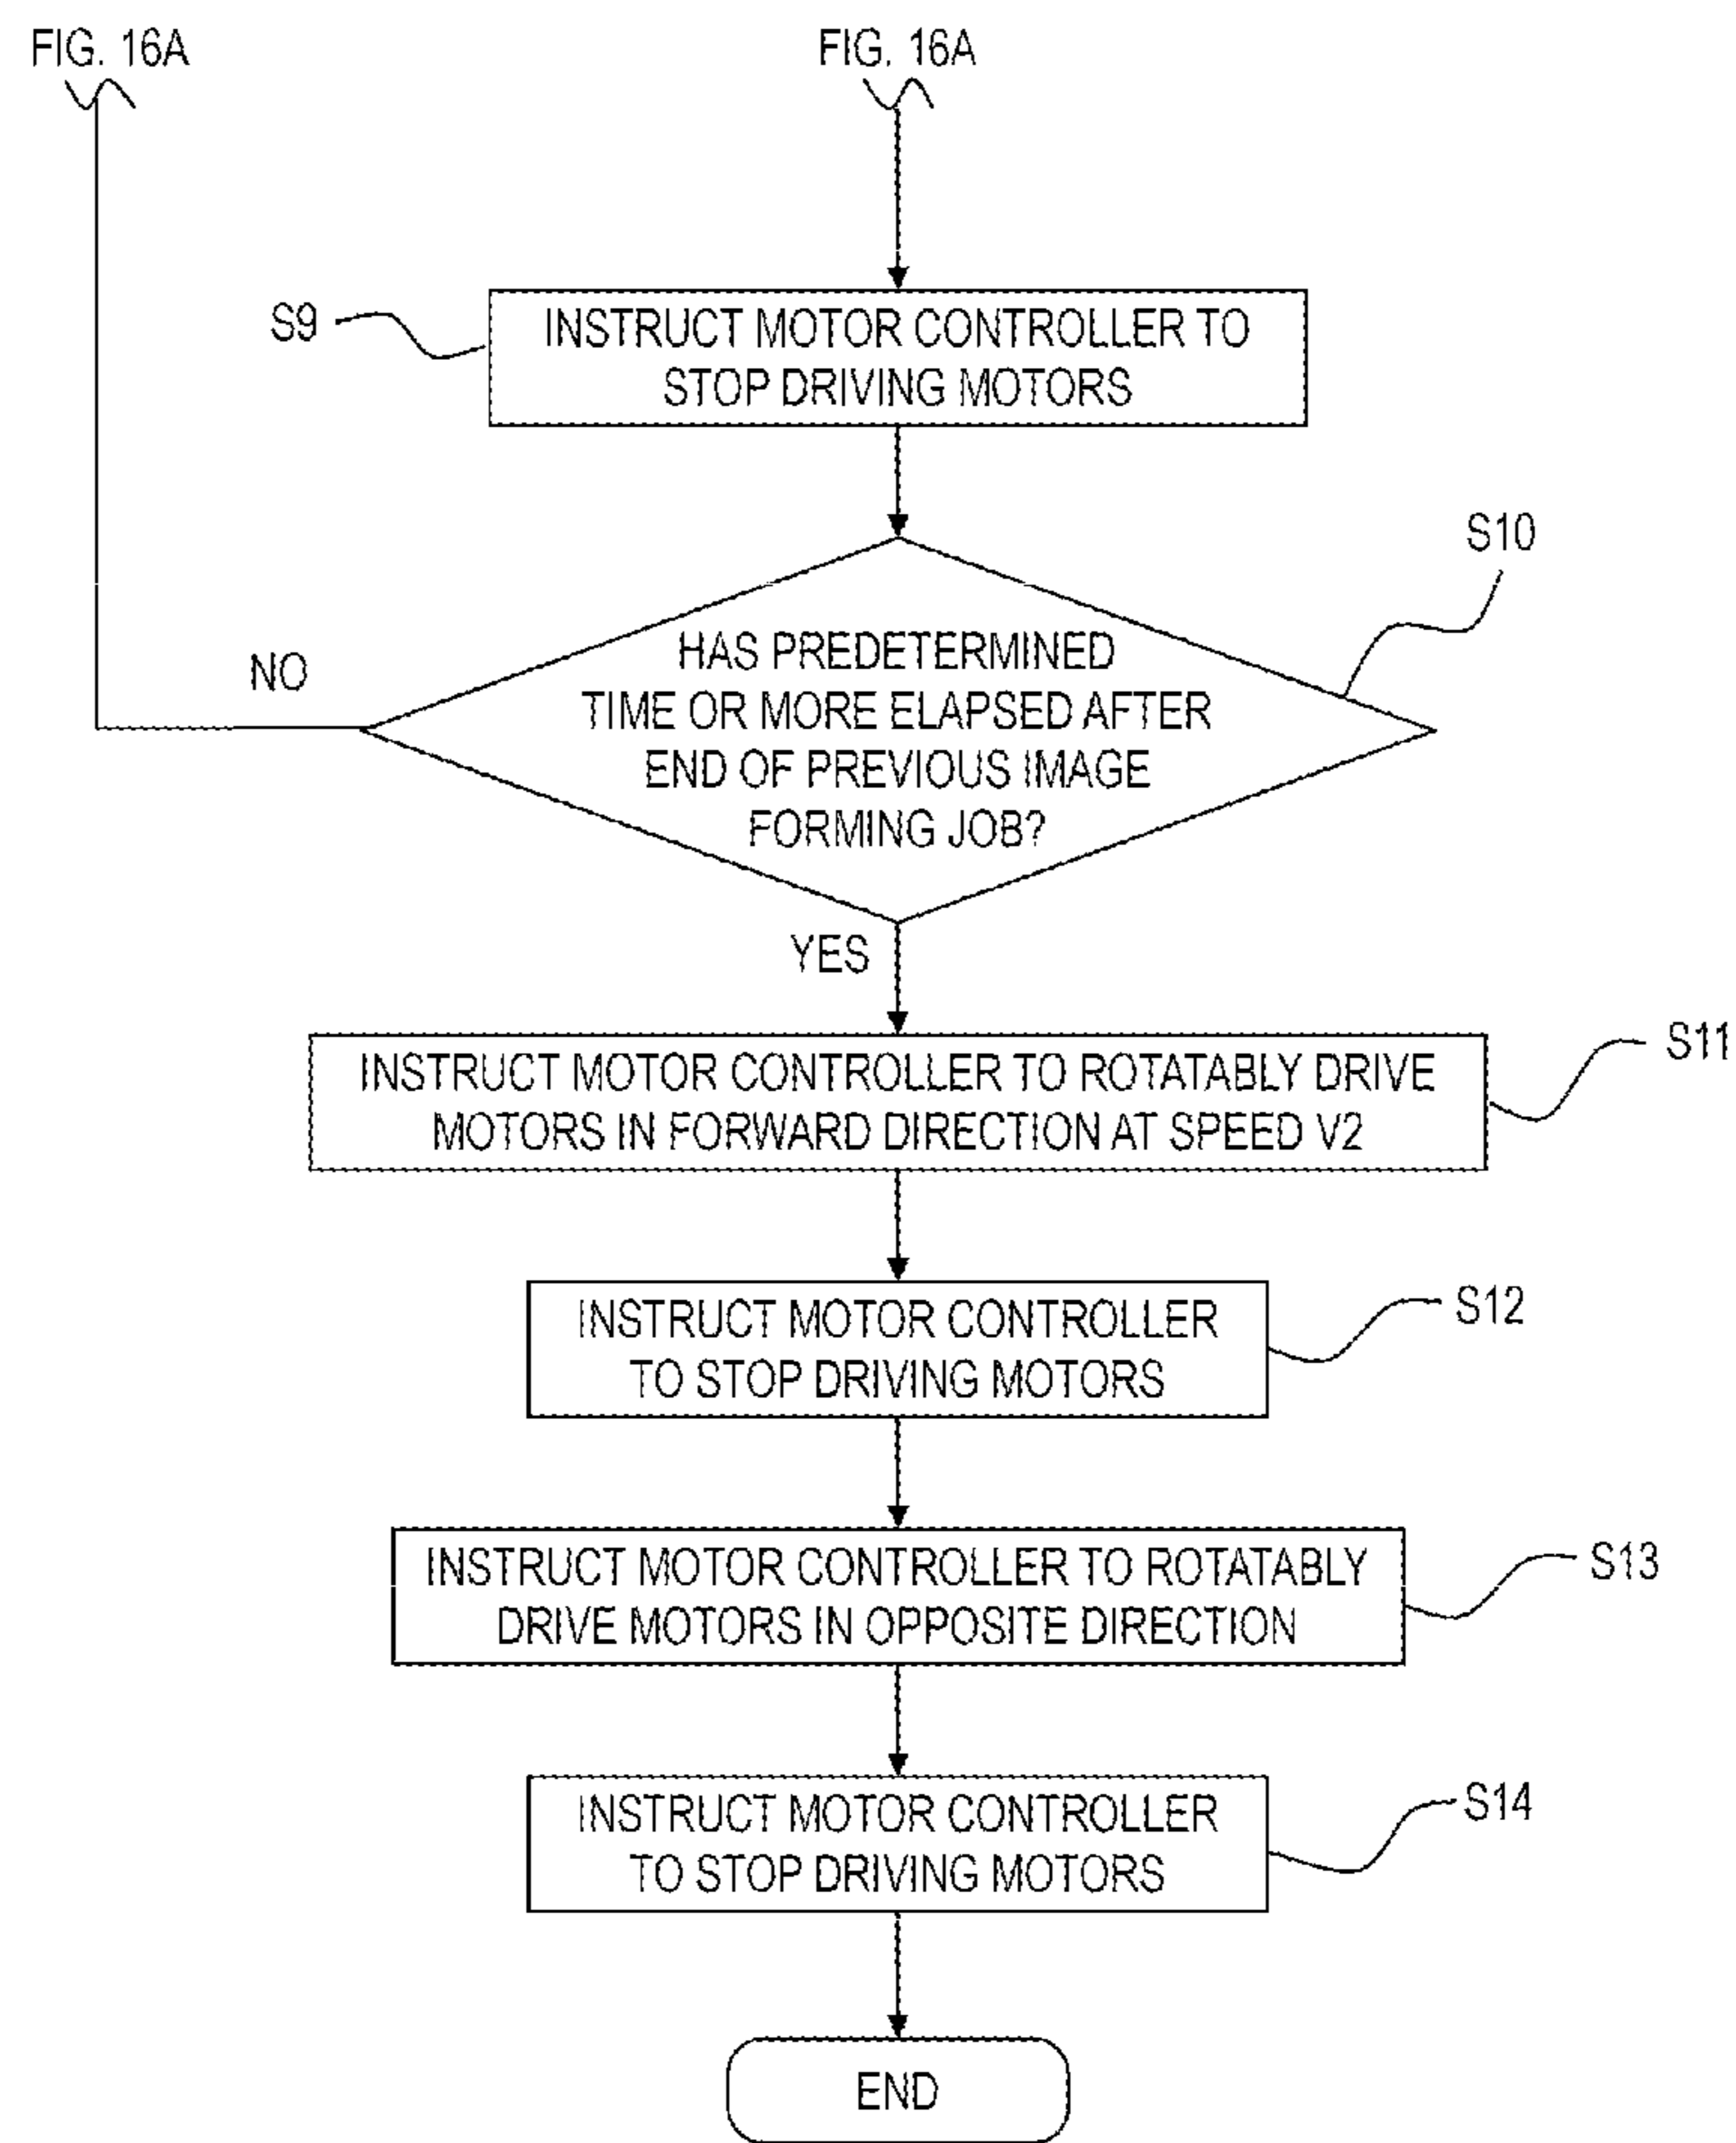 FIG. 16A
FIG. 16A
S9
INSTRUCT MOTOR CONTROLLER TO
STOP DRIVING MOTORS
S10
HAS PREDETERMINED
TIME OR MORE ELAPSED AFTER
END OF PREVIOUS IMAGE
FORMING JOB?
NO
YES
S11
INSTRUCT MOTOR CONTROLLER TO ROTATABLY DRIVE
MOTORS IN FORWARD DIRECTION AT SPEED V2
S12
INSTRUCT MOTOR CONTROLLER
TO STOP DRIVING MOTORS
S13
INSTRUCT MOTOR CONTROLLER TO ROTATABLY
DRIVE MOTORS IN OPPOSITE DIRECTION
S14
INSTRUCT MOTOR CONTROLLER
TO STOP DRIVING MOTORS
END